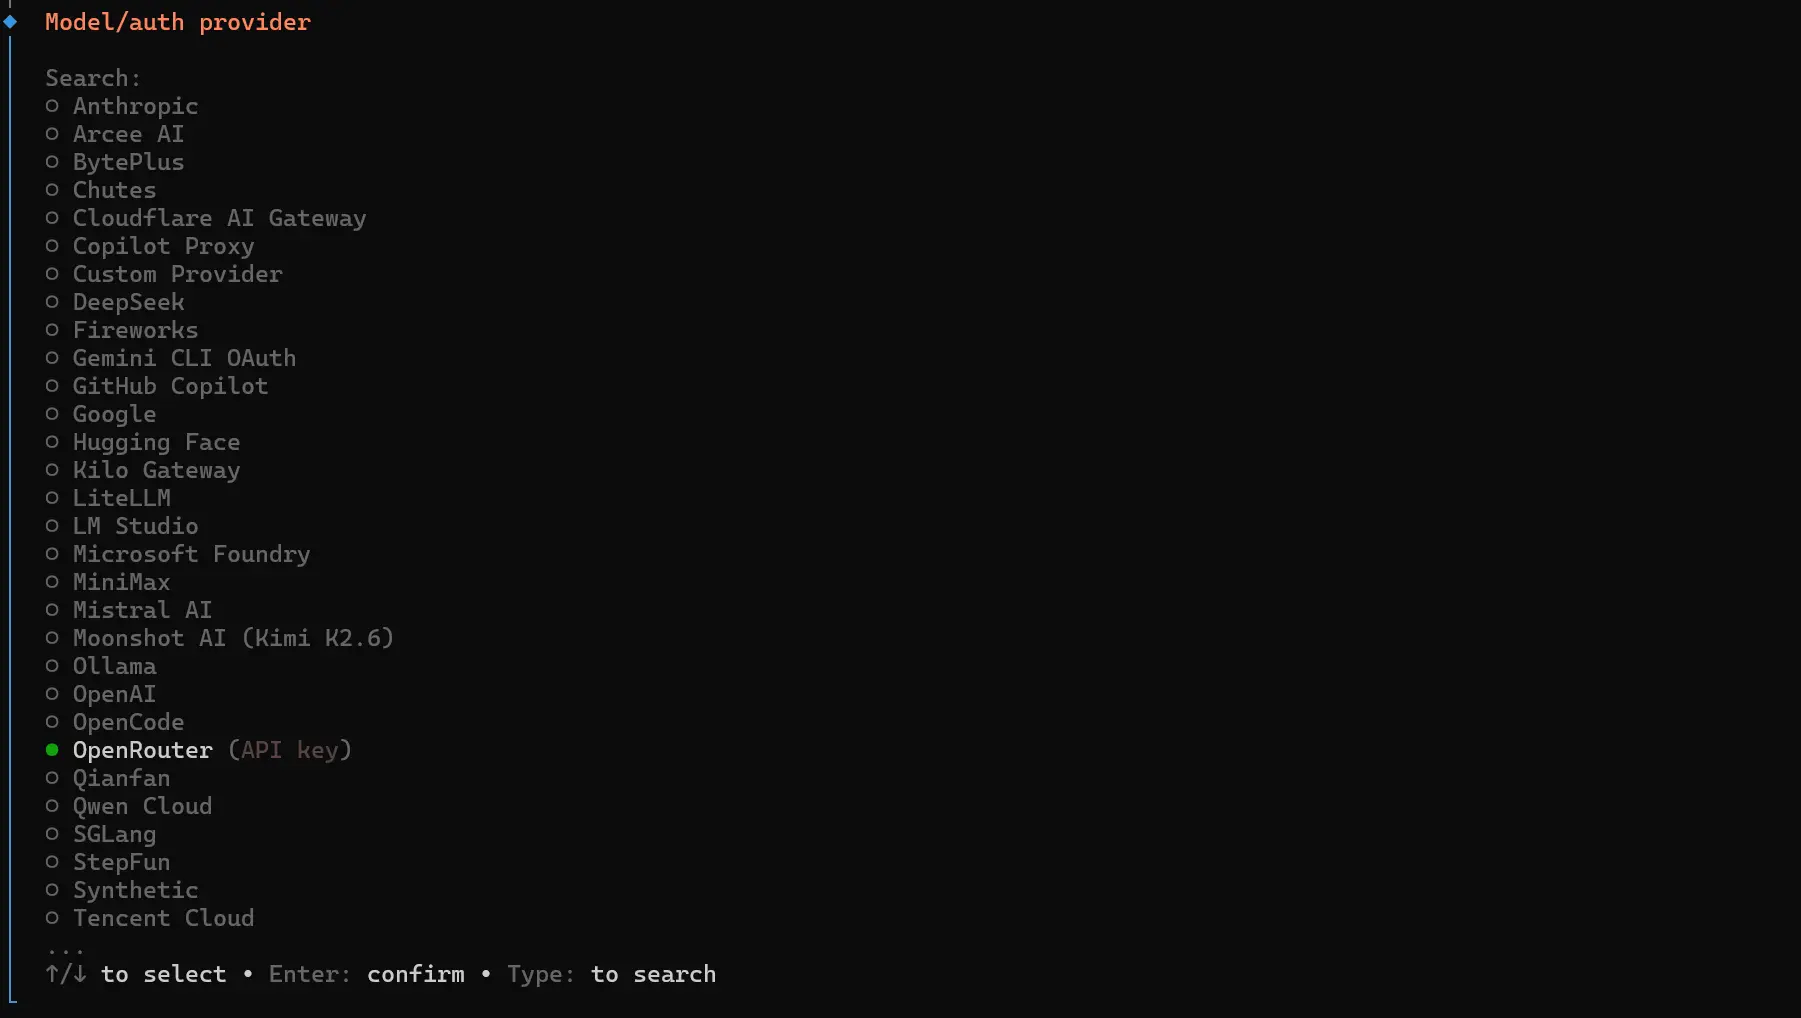 Model/auth provider
Search:
Anthropic
Arcee AI
BytePlus
Chutes
Cloudflare AI Gateway
Copilot Proxy
Custom Provider
DeepSeek
Fireworks
Gemini CLI OAuth
GitHub Copilot
Google
Hugging Face
Kilo Gateway
LiteLLM
LM Studio
Microsoft Foundry
MiniMax
Mistral AI
Moonshot AI (Kimi K2.6)
Ollama
OpenAI
OpenCode
OpenRouter (API key)
Qianfan
Qwen Cloud
SGLang
StepFun
Synthetic
Tencent Cloud
...
↑/↓ to select • Enter: confirm • Type: to search